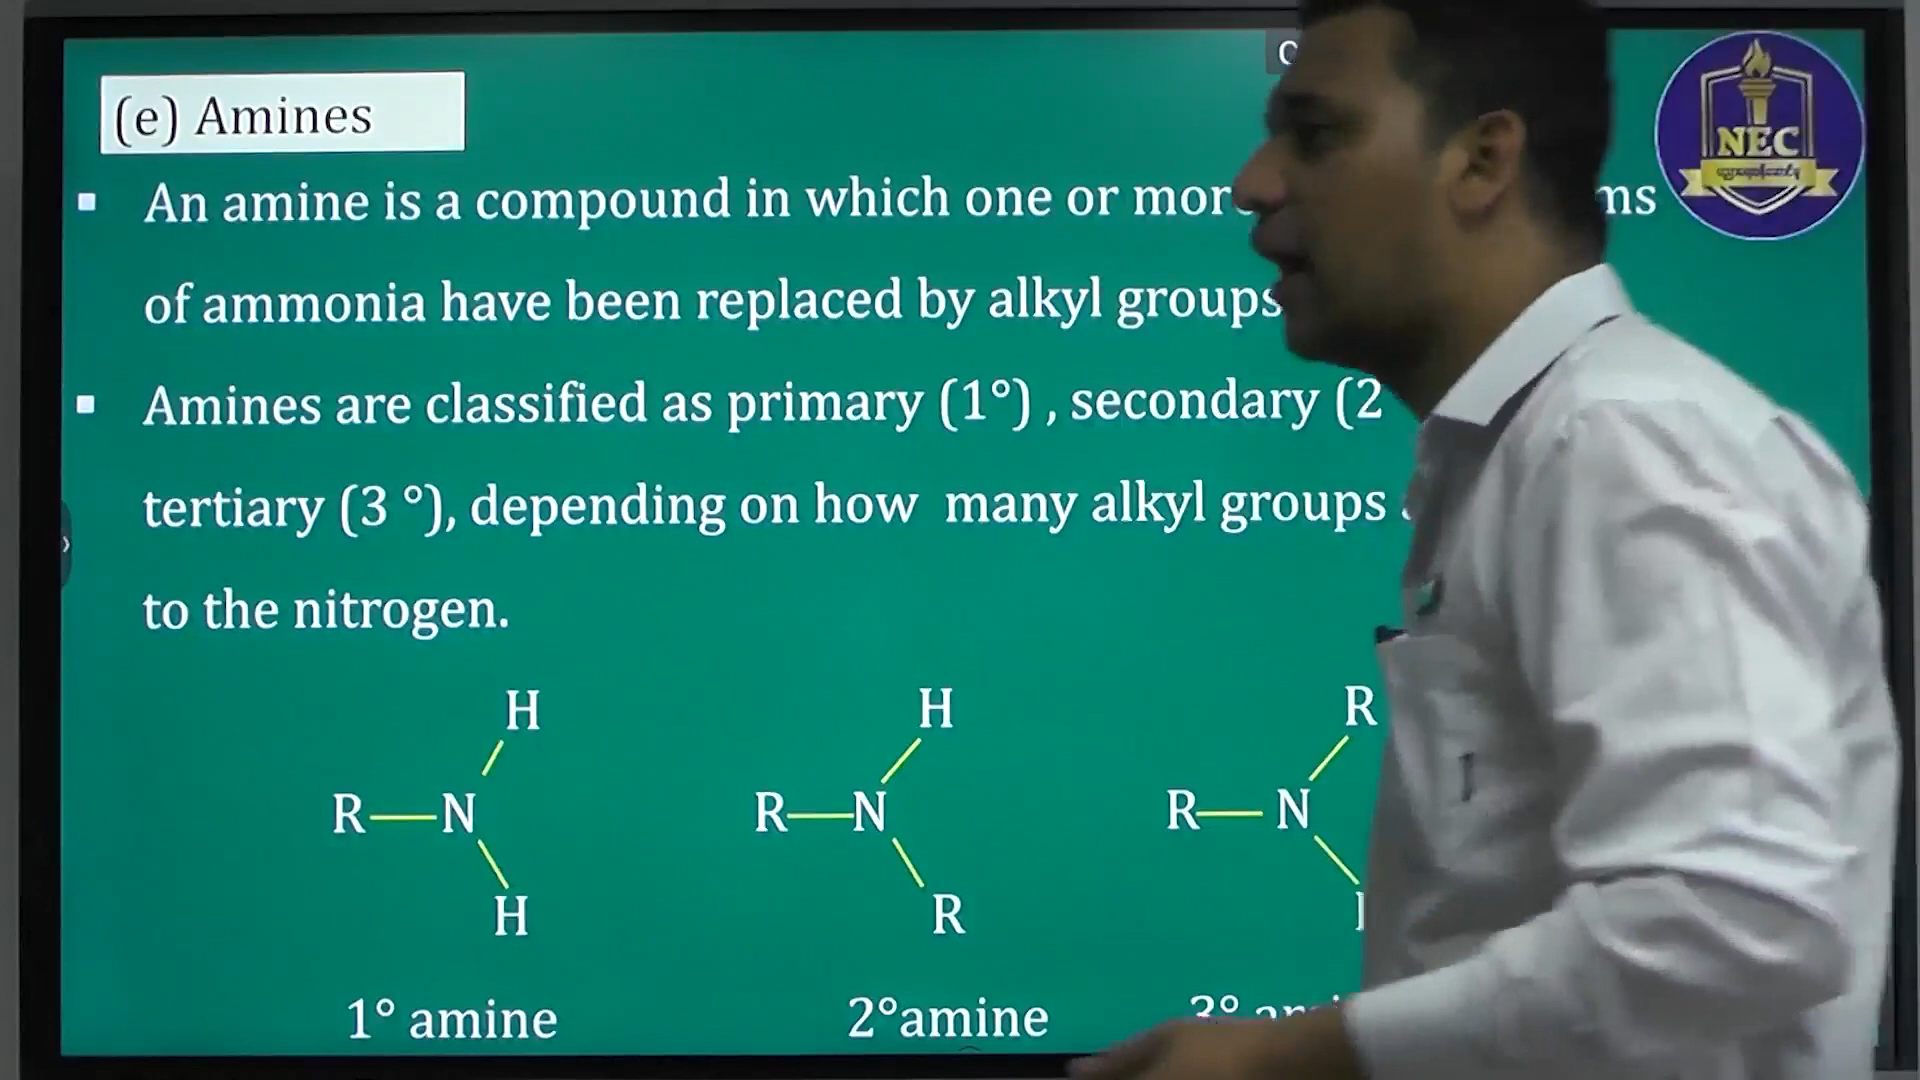 (e) Amines
NEC
An amine is a compound in which one or more
of ammonia have been replaced by alkyl groups
Amines are classified as primary (1°) , secondary (2
tertiary (3 °), depending on how many alkyl groups
to the nitrogen.
H H R
R—N R—N R—N
H R
1° amine 2°amine 3°